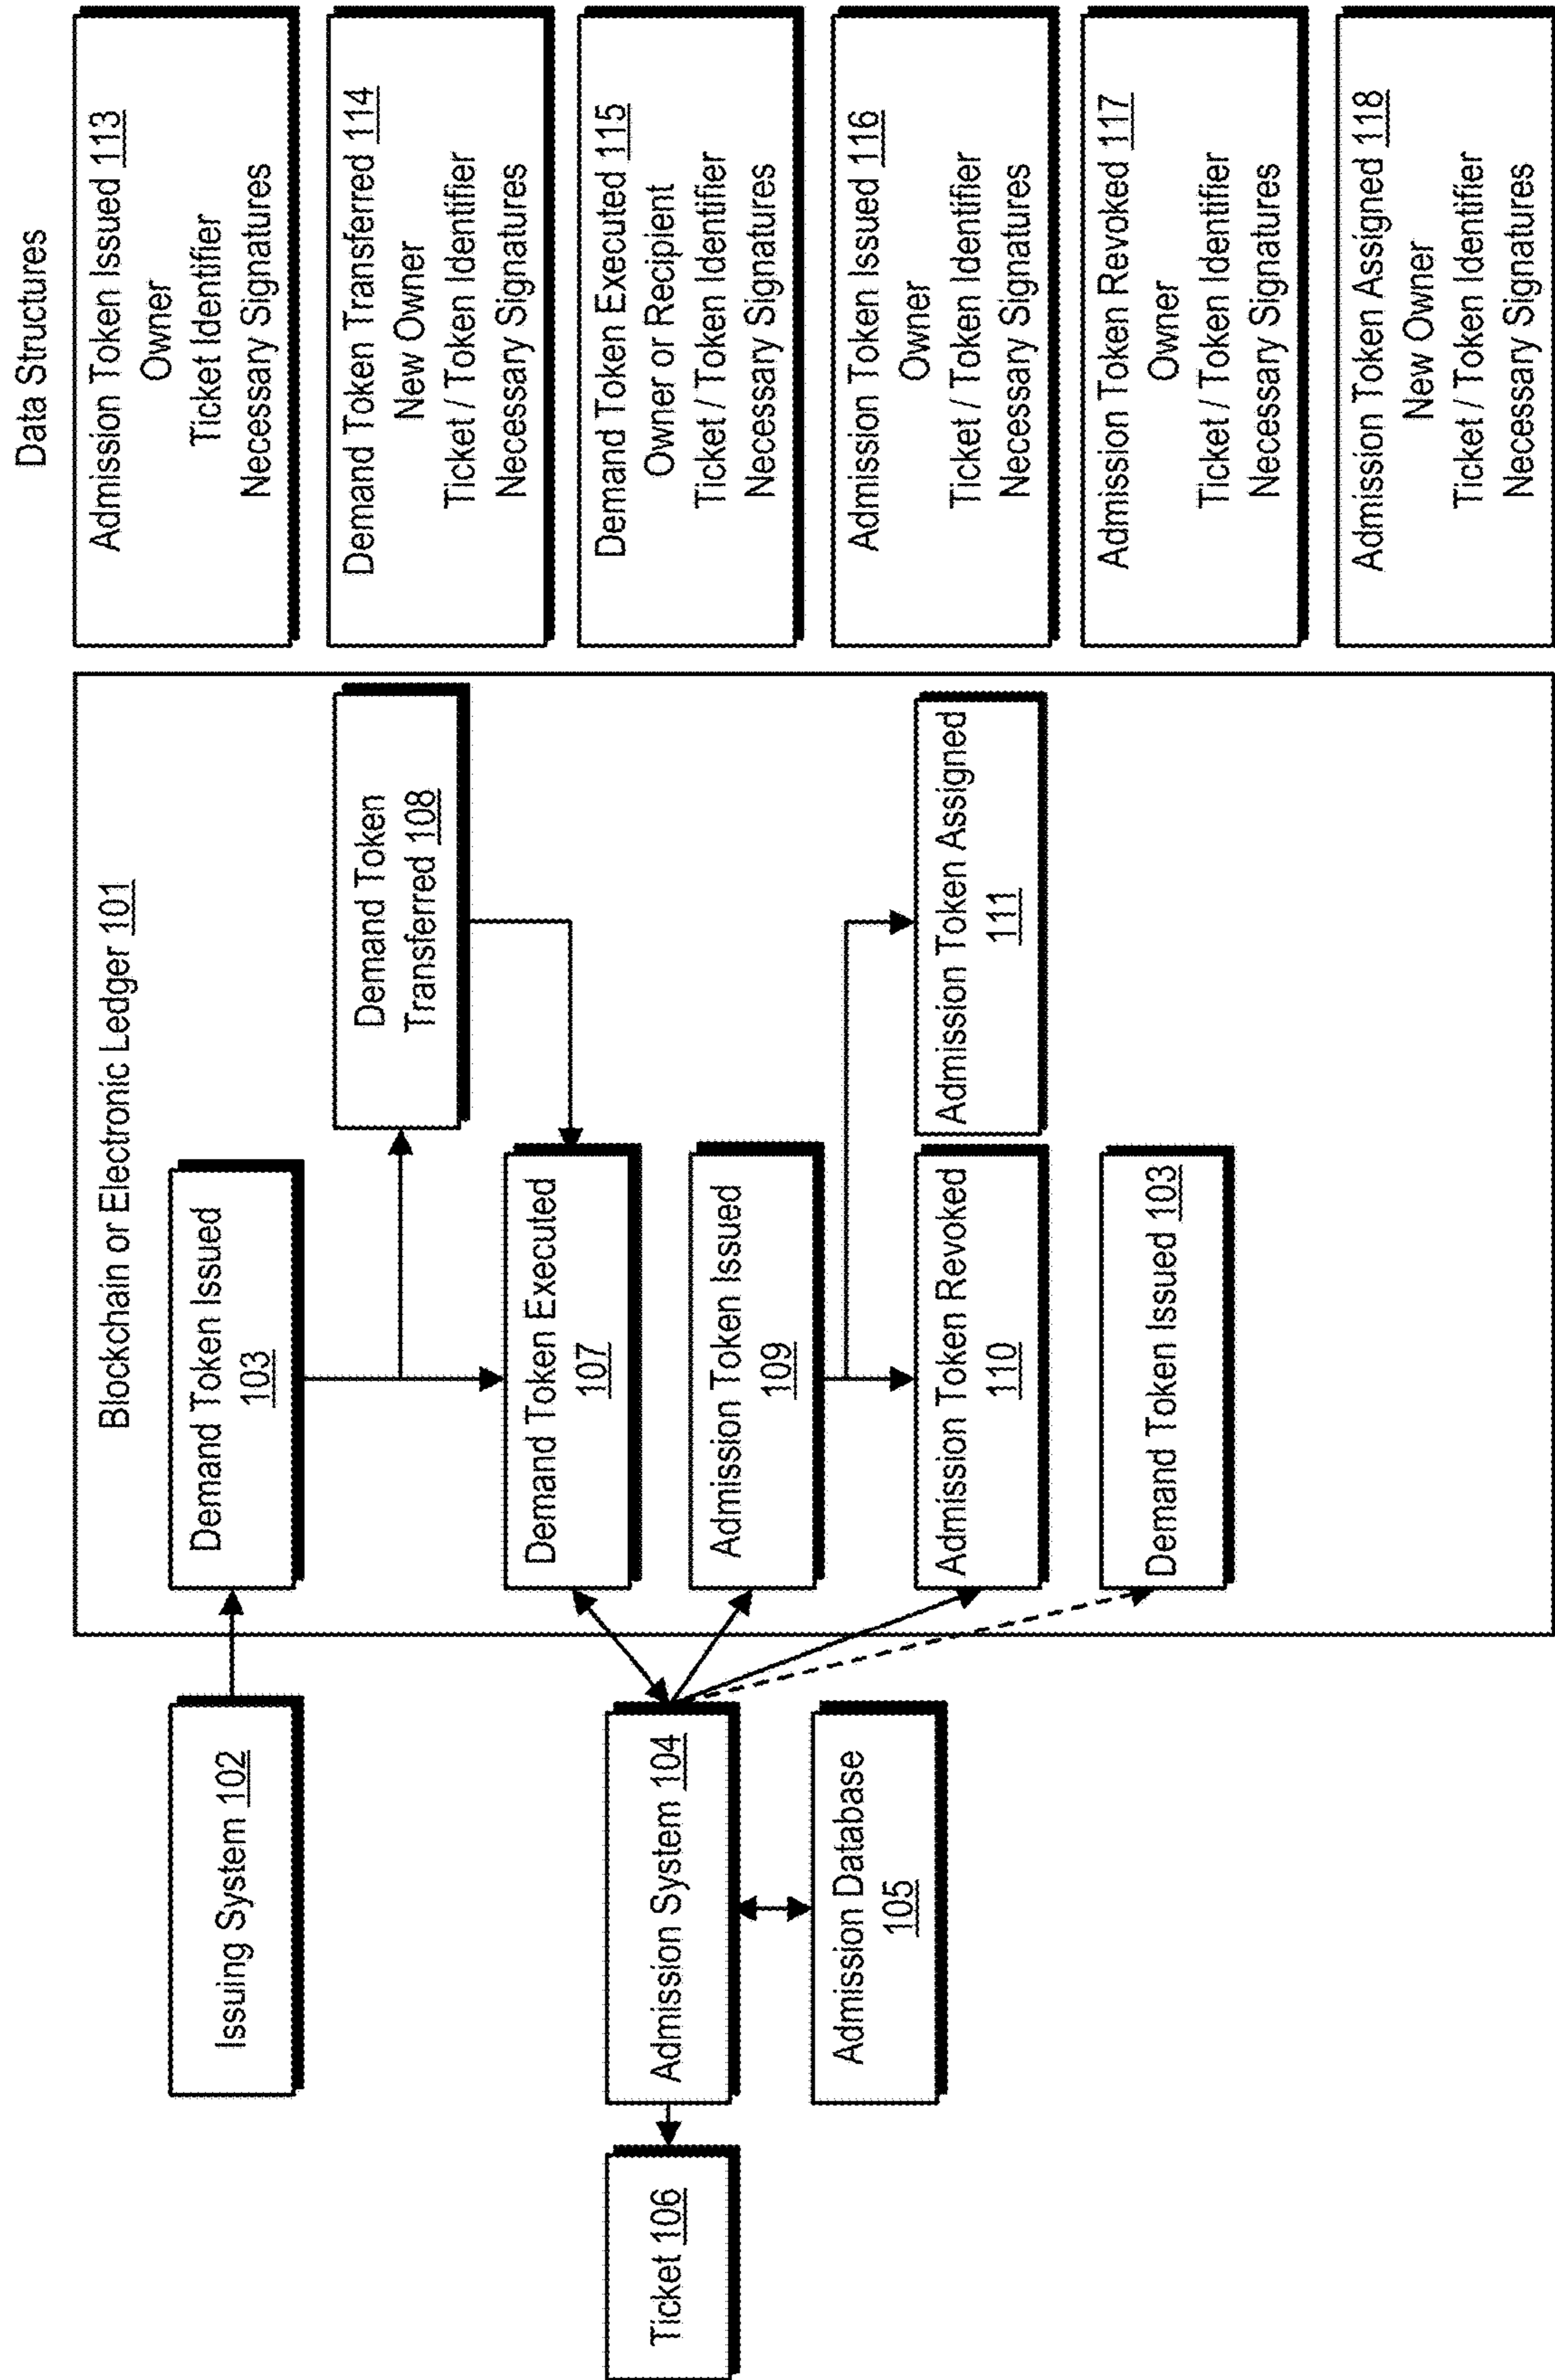 Data Structures
Blockchain or Electronic Ledger 101
Issuing System 102
Demand Token Issued
103
Demand Token
Transferred 108
Demand Token Executed
107
Admission System 104
Ticket 106
Admission Database
105
Admission Token Issued
109
Admission Token Revoked
110
Admission Token Assigned
111
Demand Token Issued 103
Admission Token Issued 113
Owner
Ticket Identifier
Necessary Signatures
Demand Token Transferred 114
New Owner
Ticket / Token Identifier
Necessary Signatures
Demand Token Executed 115
Owner or Recipient
Ticket / Token Identifier
Necessary Signatures
Admission Token Issued 116
Owner
Ticket / Token Identifier
Necessary Signatures
Admission Token Revoked 117
Owner
Ticket / Token Identifier
Necessary Signatures
Admission Token Assigned 118
New Owner
Ticket / Token Identifier
Necessary Signatures